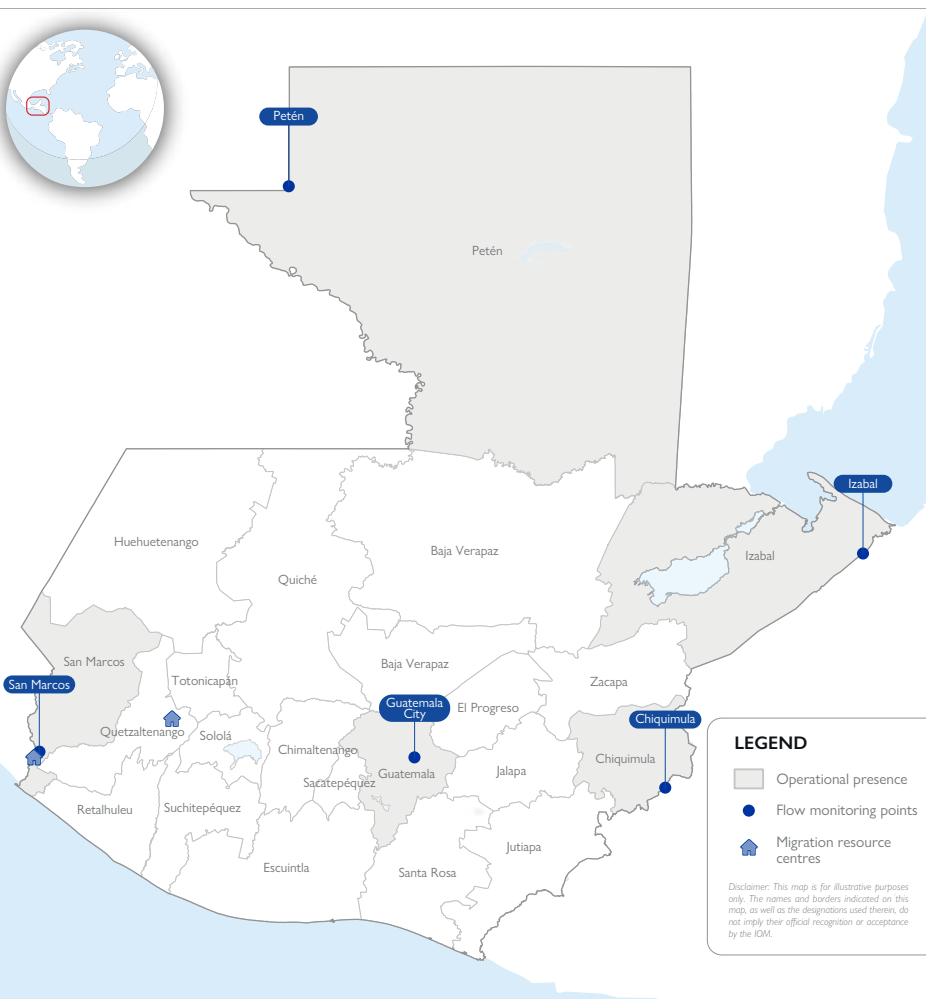 Petén
Petén
Izabal
Huehuetenango
Baja Verapaz
Izabal
Quiché
San Marcos
Baja Verapaz
San Marcos
Totonicapán
Zacapa
Guatemala
City
El Progreso
Chiquimula
Quetzaltenango
Sololá
Chimaltenango
Chiquimula
Guatemala
Jalapa
Sacatepéquez
Retalhuleu
Suchitepéquez
Jutiapa
Escuintla
Santa Rosa
LEGEND
Operational presence
Flow monitoring points
Migration resource
centres
Disclaimer: This map is for illustrative purposes
only. The names and borders indicated on this
map, as well as the designations used therein, do
not imply their official recognition or acceptance
by the IOM.